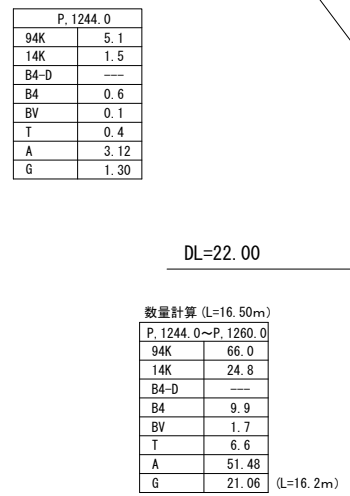 P, 1244.0
94K 5.1
14K 1.5
B4-D ---
B4 0.6
BV 0.1
T 0.4
A 3.12
G 1.30
DL=22.00
数量計算 (L=16.50m)
P, 1244.0～P, 1260.0
94K 66.0
14K 24.8
B4-D ---
B4 9.9
BV 1.7
T 6.6
A 51.48
G 21.06 (L=16.2m)